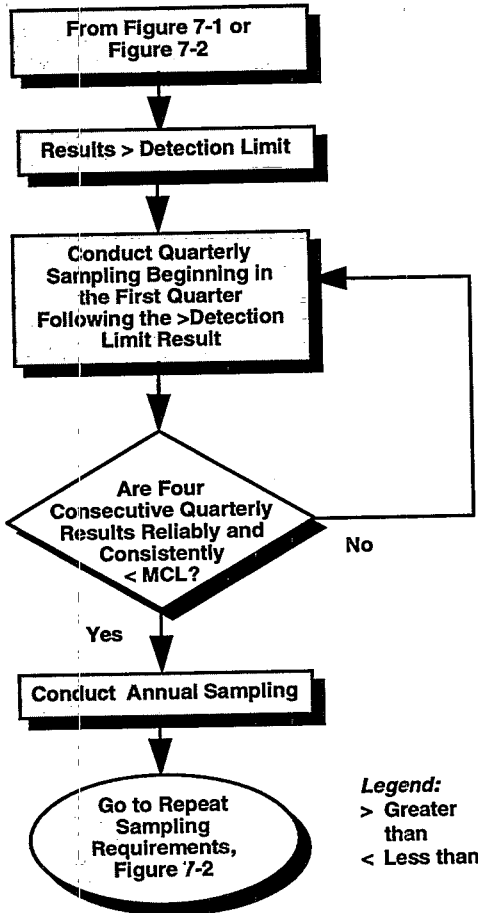 From Figure 7-1 or
Figure 7-2
Results > Detection Limit
Conduct Quarterly
Sampling Beginning in
the First Quarter
Following the >Detection
Limit Result
Are Four
Consecutive Quarterly
Results Reliably and
Consistently
< MCL?
No
Yes
Conduct Annual Sampling
Go to Repeat
Sampling
Requirements,
Figure 7-2
Legend:
> Greater
than
< Less than